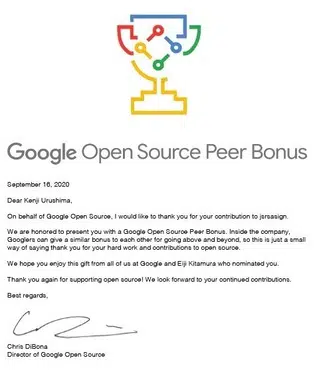 Google Open Source Peer Bonus
September 16, 2020
Dear Kenji Urushima,
On behalf of Google Open Source, I would like to thank you for your contribution to jsrsasign.
We are honored to present you with a Google Open Source Peer Bonus. Inside the company,
Googlers can give a similar bonus to each other for going above and beyond, so this is just a small
way of saying thank you for your hard work and contributions to open source.
We hope you enjoy this gift from all of us at Google and Eiji Kitamura who nominated you.
Thank you again for supporting open source! We look forward to your continued contributions.
Best regards,
Chris DiBona
Director of Google Open Source